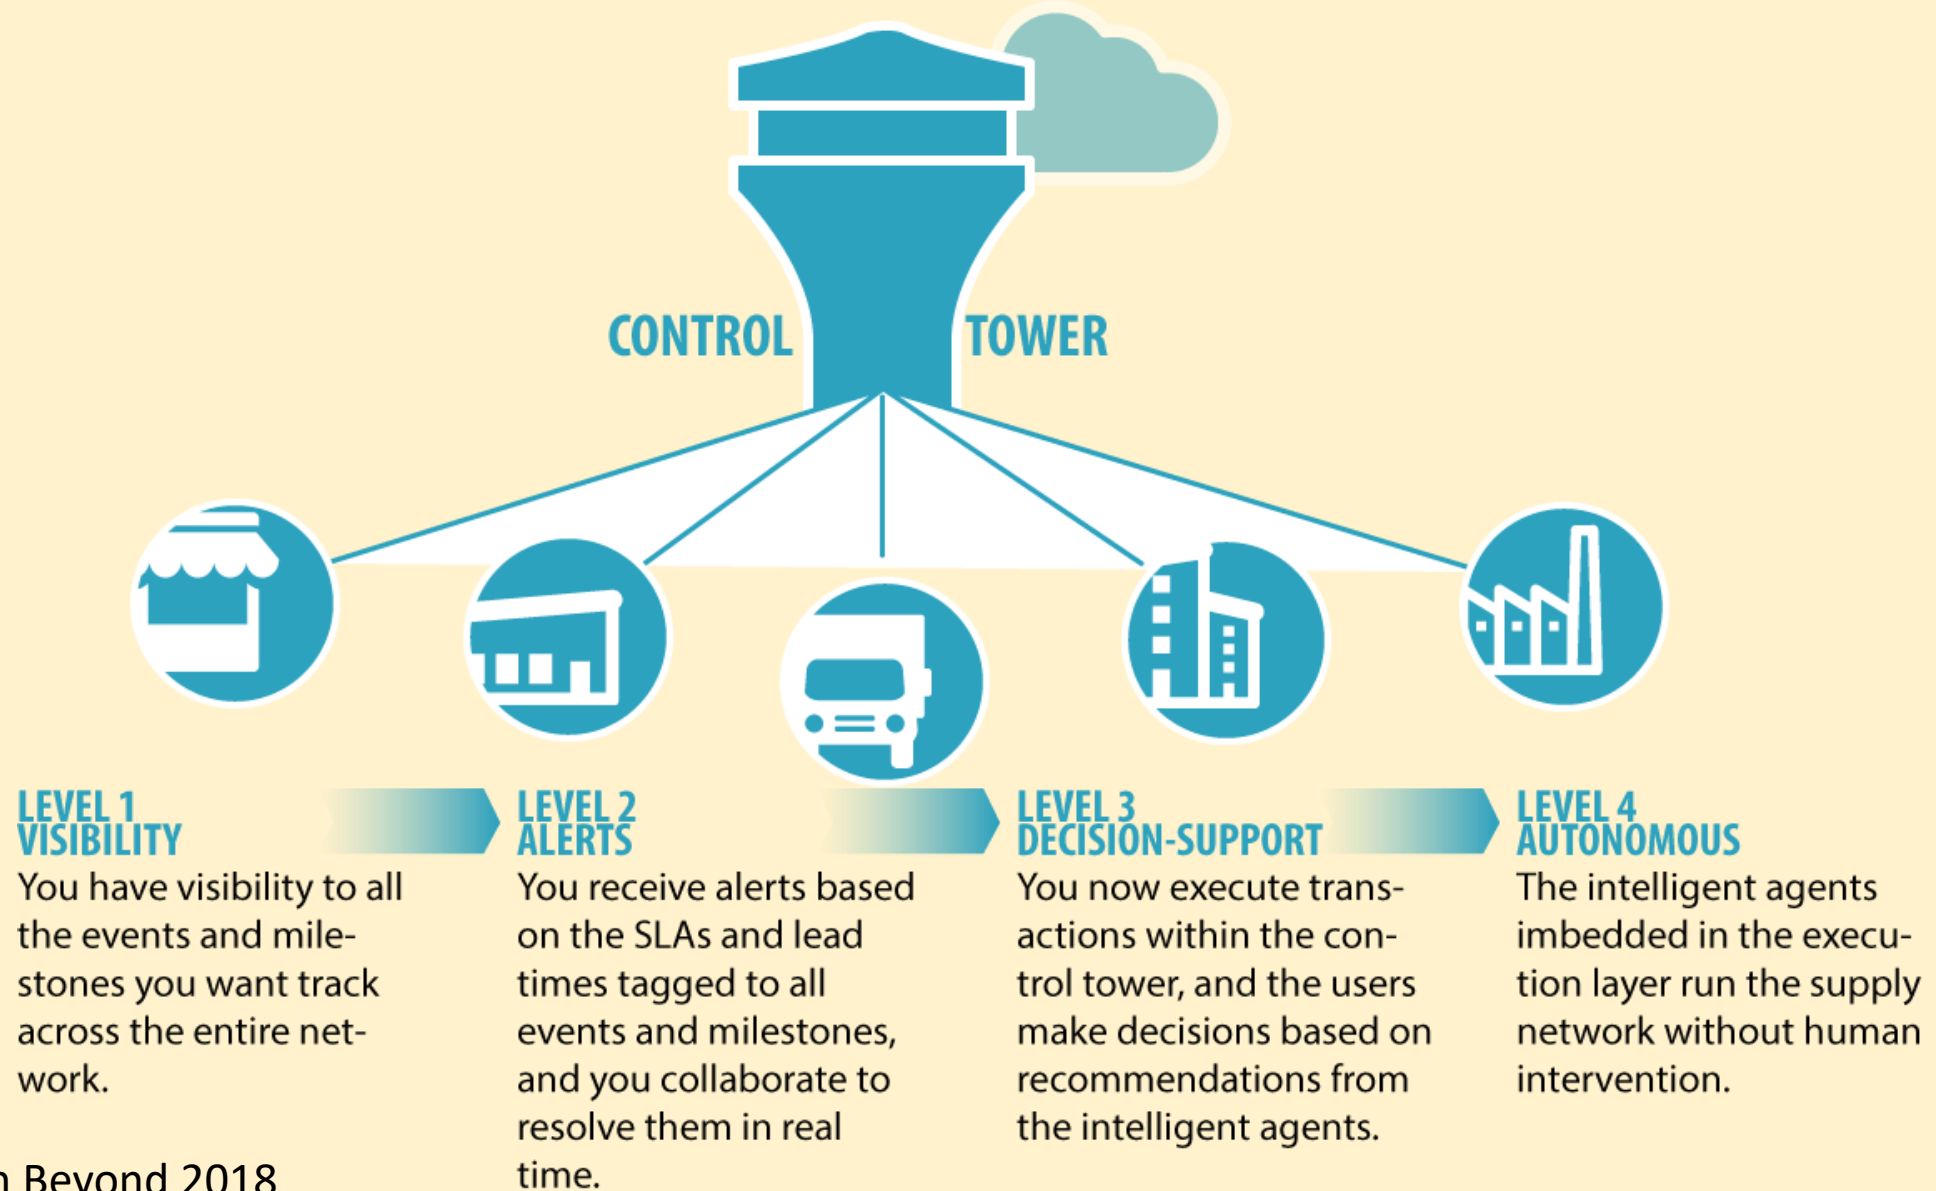 CONTROL TOWER
LEVEL 1
VISIBILITY
You have visibility to all
the events and mile-
stones you want track
across the entire net-
work.
LEVEL 2
ALERTS
You receive alerts based
on the SLAs and lead
times tagged to all
events and milestones,
and you collaborate to
resolve them in real
time.
LEVEL 3
DECISION-SUPPORT
You now execute trans-
actions within the con-
trol tower, and the users
make decisions based on
recommendations from
the intelligent agents.
LEVEL 4
AUTONOMOUS
The intelligent agents
imbedded in the execu-
tion layer run the supply
network without human
intervention.
Beyond 2018